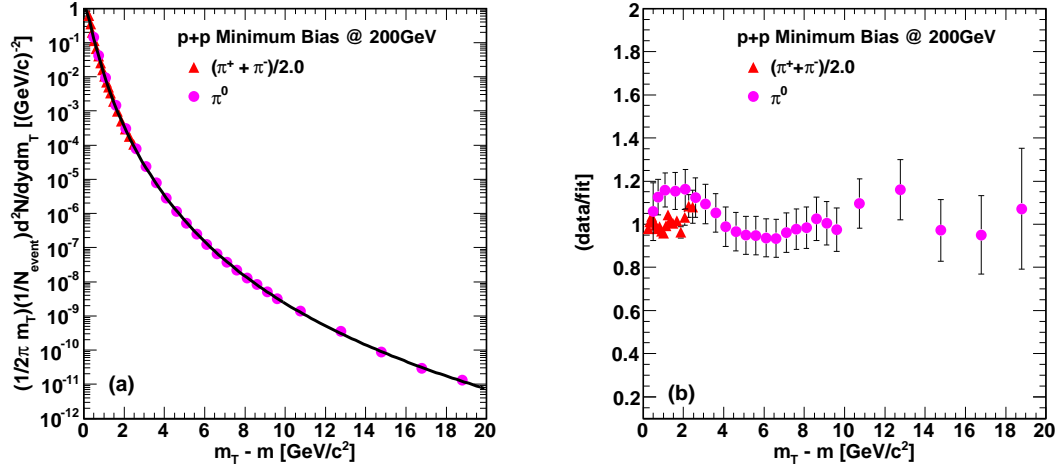 (1/2π m_T)(1/N_event)d²N/dydm_T [(GeV/c)⁻²]
1
10⁻¹
10⁻²
10⁻³
10⁻⁴
10⁻⁵
10⁻⁶
10⁻⁷
10⁻⁸
10⁻⁹
10⁻¹⁰
10⁻¹¹
10⁻¹²
p+p Minimum Bias @ 200GeV
(π⁺ + π⁻)/2.0
π⁰
(a)
0 2 4 6 8 10 12 14 16 18 20
m_T - m [GeV/c²]
(data/fit)
2
1.8
1.6
1.4
1.2
1
0.8
0.6
0.4
0.2
p+p Minimum Bias @ 200GeV
(π⁺+π⁻)/2.0
π⁰
(b)
0 2 4 6 8 10 12 14 16 18 20
m_T - m [GeV/c²]